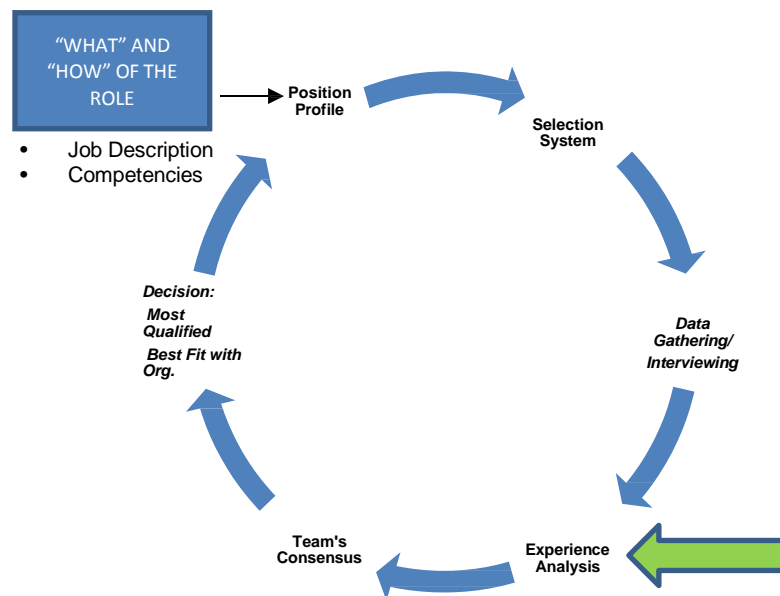 “WHAT” AND
“HOW” OF THE
ROLE
• Job Description
• Competencies
Position
Profile
Selection
System
Data
Gathering/
Interviewing
Experience
Analysis
Team's
Consensus
Decision:
Most
Qualified
Best Fit with
Org.